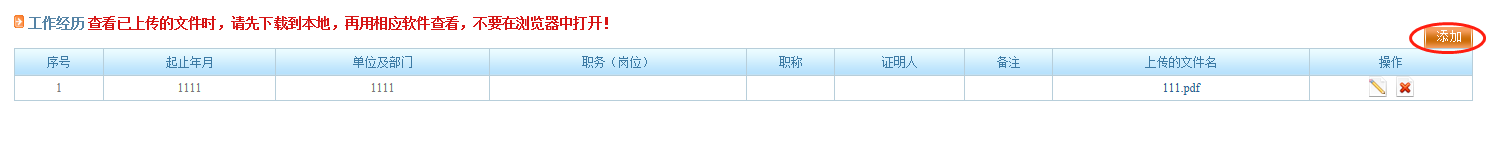 工作经历 查看已上传的文件时，请先下载到本地，再用相应软件查看，不要在浏览器中打开！
添加
序号 起止年月 单位及部门 职务（岗位） 职称 证明人 备注 上传的文件名 操作
1 1111 1111 111.pdf